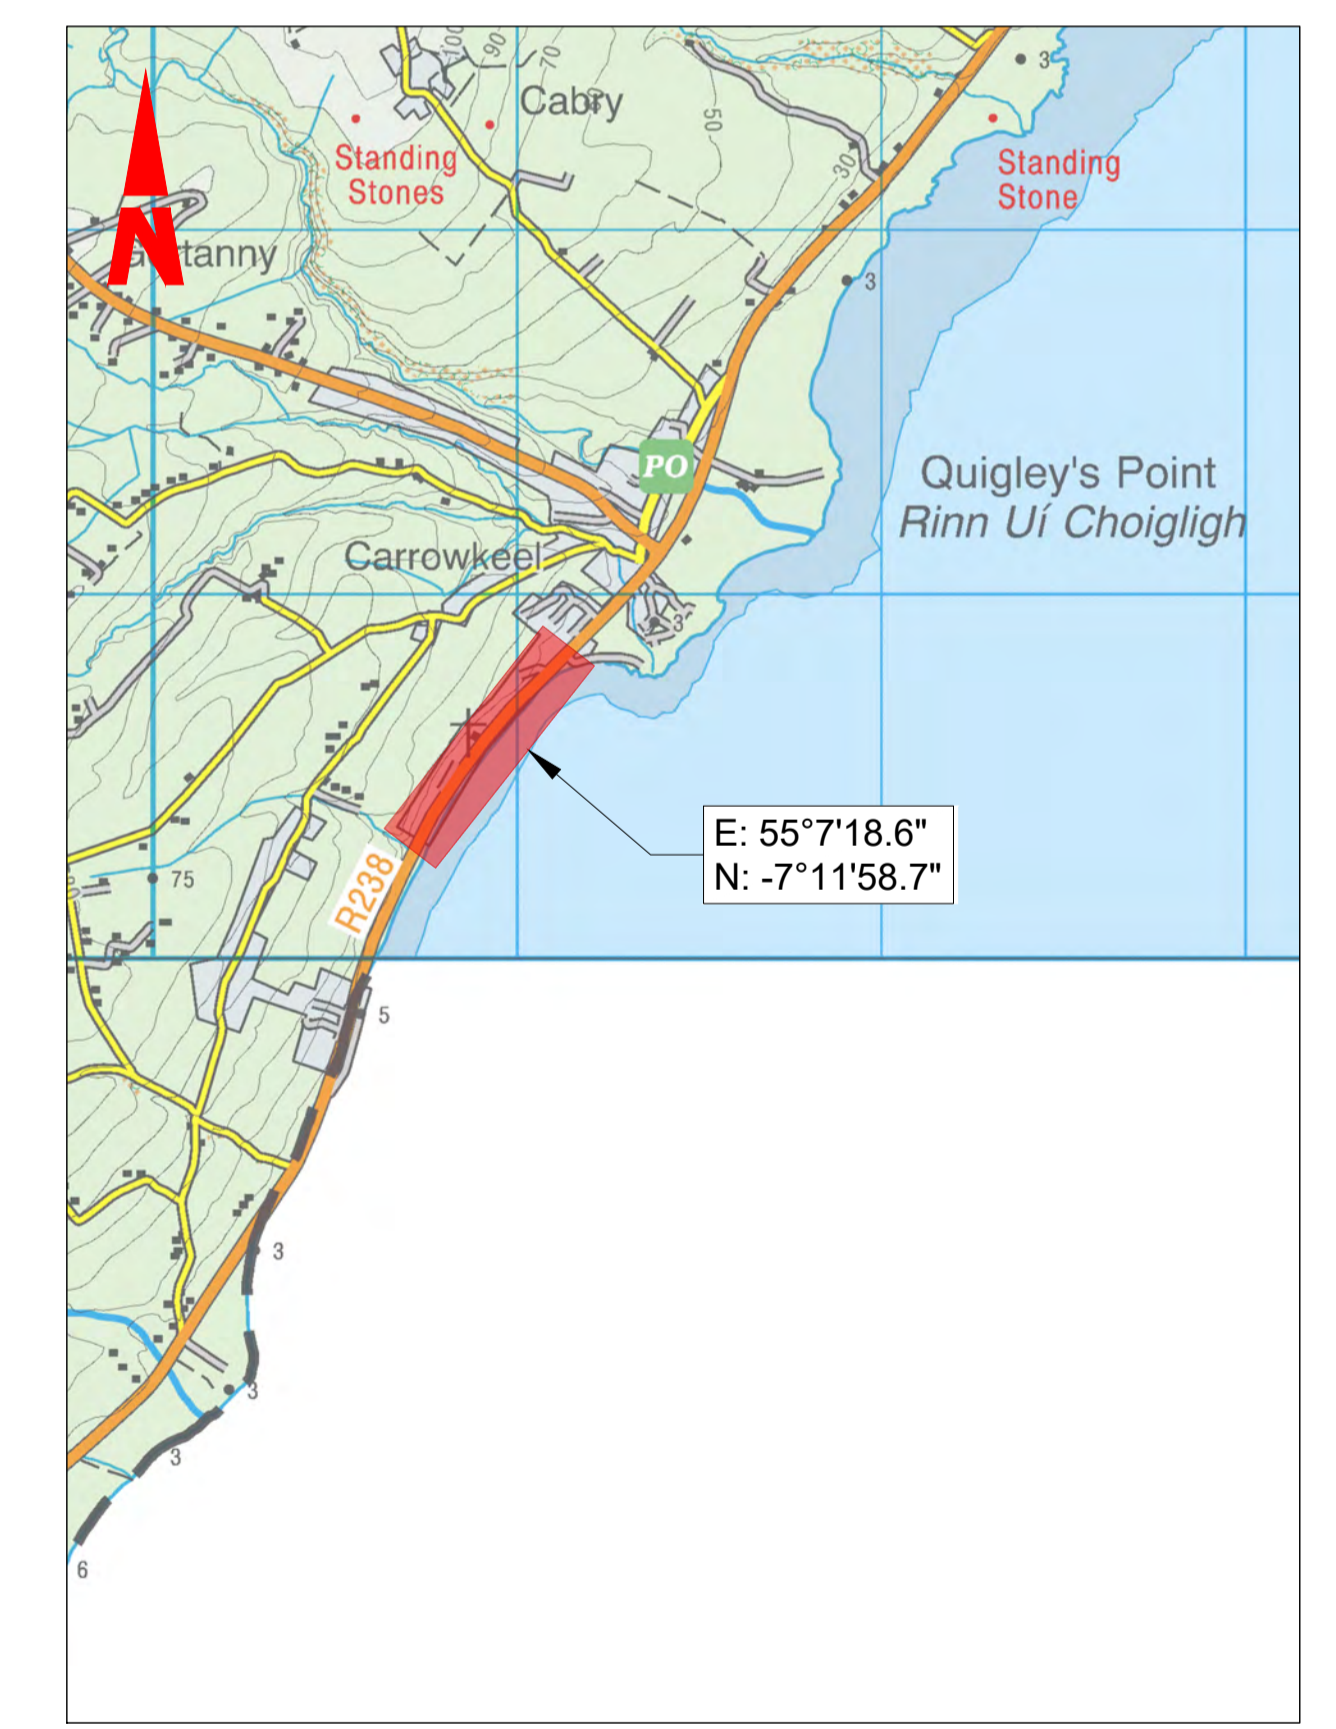 100
90
70
Cabry
50
30
3
Standing
Stones
Standing
Stone
N
tanny
3
PO
Quigley's Point
Rinn Uí Choigligh
Carrowkeel
3
E: 55°7'18.6"
N: -7°11'58.7"
75
R238
5
3
3
3
6